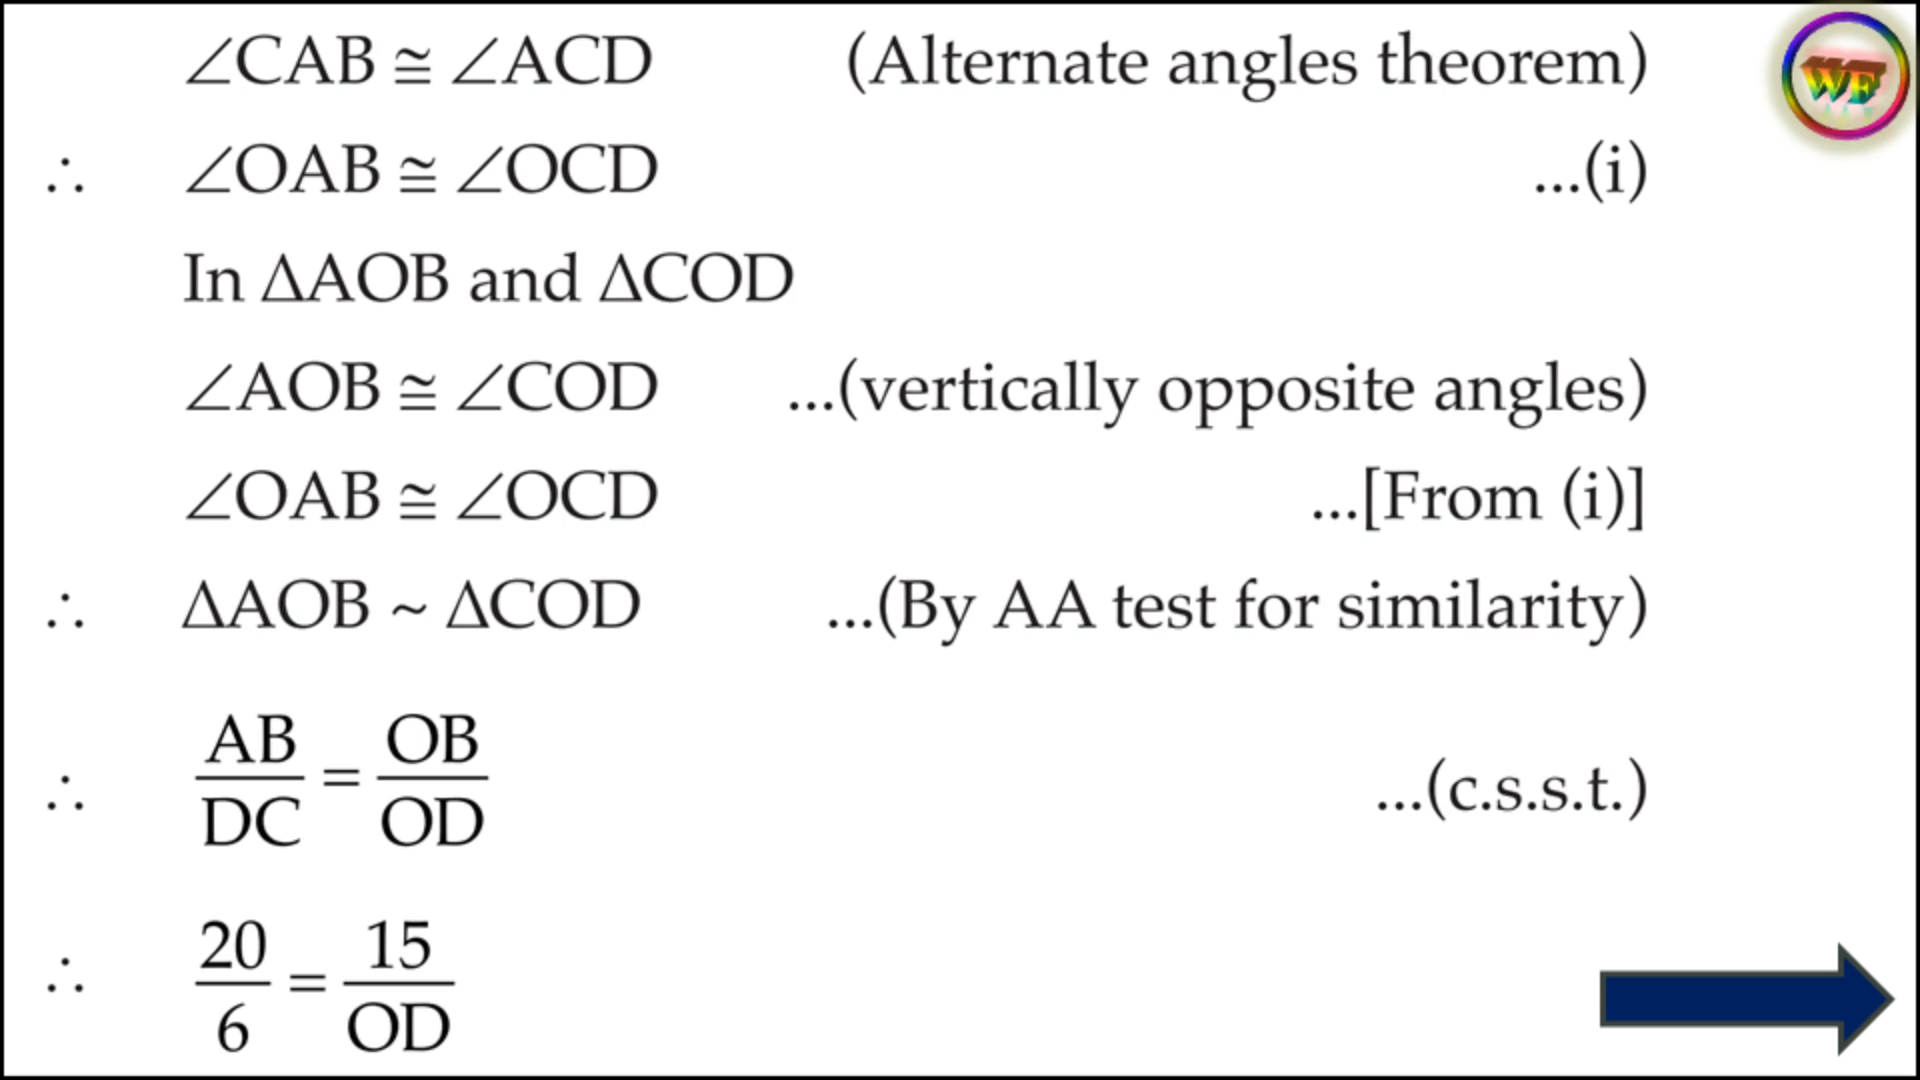 ∠CAB ≅ ∠ACD (Alternate angles theorem)
∴ ∠OAB ≅ ∠OCD ...(i)
In ΔAOB and ΔCOD
∠AOB ≅ ∠COD ...(vertically opposite angles)
∠OAB ≅ ∠OCD ...[From (i)]
∴ ΔAOB ~ ΔCOD ...(By AA test for similarity)
∴ AB/DC = OB/OD ...(c.s.s.t.)
∴ 20/6 = 15/OD
WE